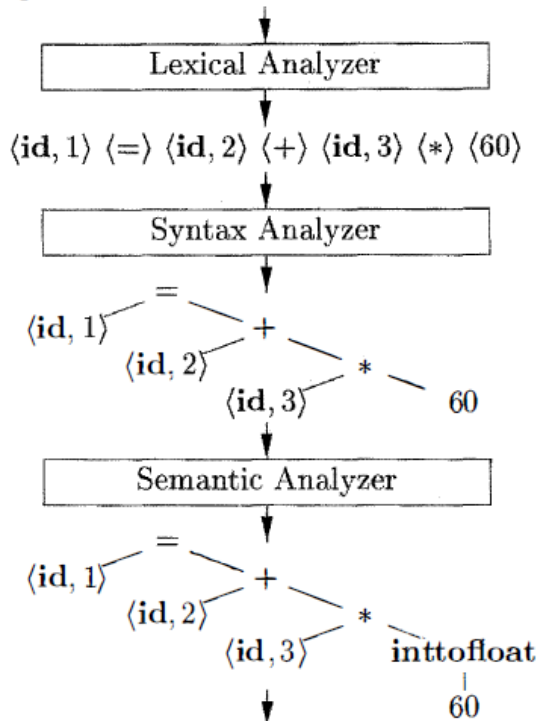 Lexical Analyzer
⟨id, 1⟩ ⟨=⟩ ⟨id, 2⟩ ⟨+⟩ ⟨id, 3⟩ ⟨*⟩ ⟨60⟩
Syntax Analyzer
=
⟨id, 1⟩
+
⟨id, 2⟩
*
⟨id, 3⟩
60
Semantic Analyzer
=
⟨id, 1⟩
+
⟨id, 2⟩
*
⟨id, 3⟩
inttofloat
60